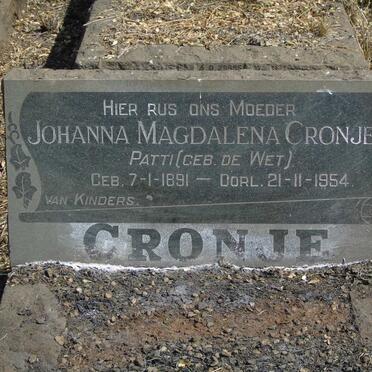 HIER RUS ONS MOEDER
JOHANNA MAGDALENA CRONJE
PATTI (GEB. DE WET).
GEB. 7-1-1891 — OORL. 21-11-1954.
VAN KINDERS.
CRONJE